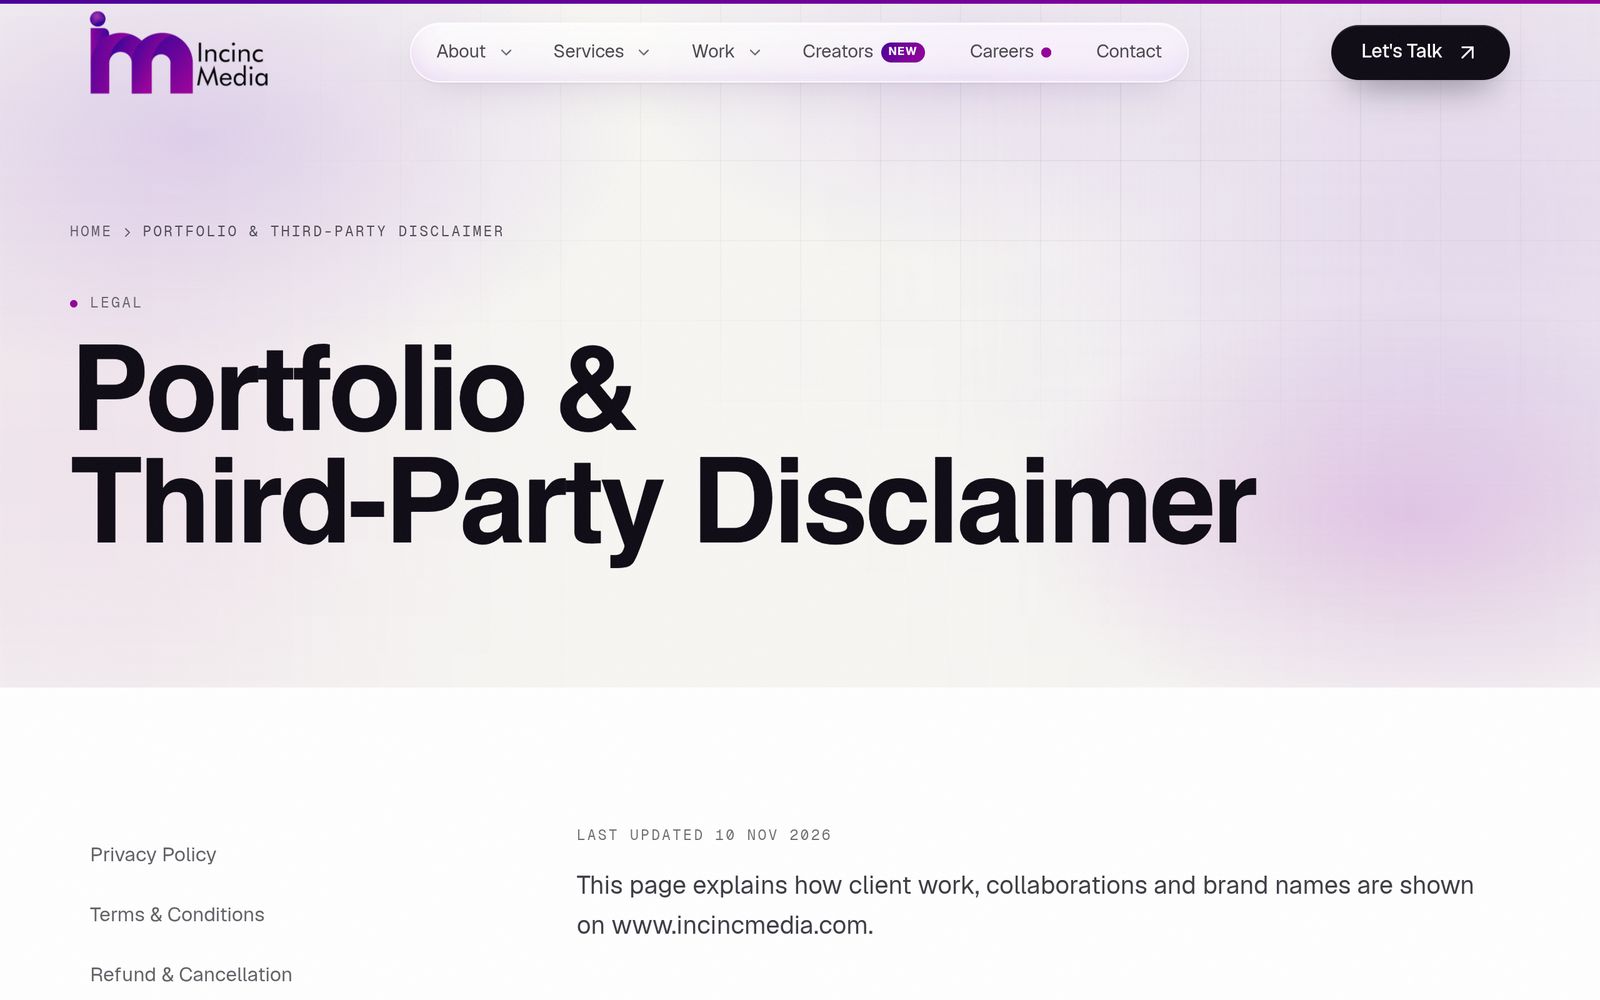 im Incinc
Media
About Services Work Creators NEW Careers Contact
Let's Talk
HOME > PORTFOLIO & THIRD-PARTY DISCLAIMER
LEGAL
Portfolio &
Third-Party Disclaimer
LAST UPDATED 10 NOV 2026
This page explains how client work, collaborations and brand names are shown
on www.incincmedia.com.
Privacy Policy
Terms & Conditions
Refund & Cancellation